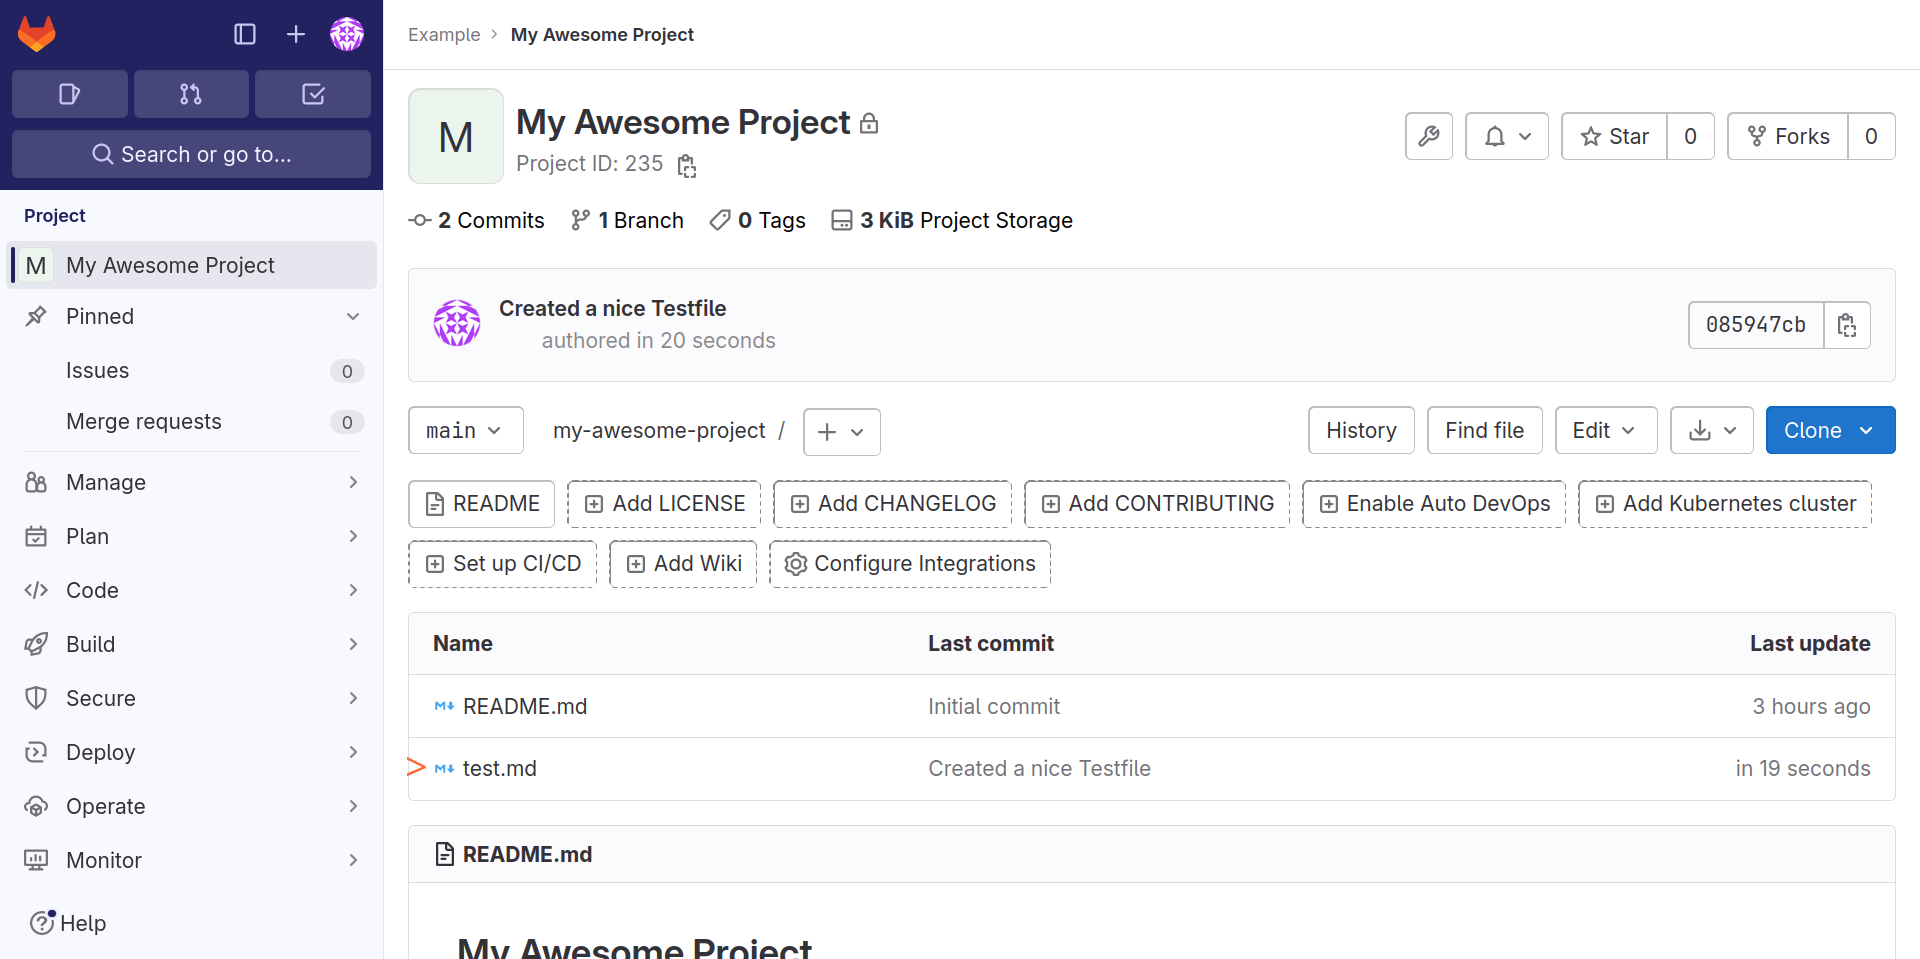 Example › My Awesome Project
Search or go to...
Project
M My Awesome Project
Pinned
Issues 0
Merge requests 0
Manage
Plan
Code
Build
Secure
Deploy
Operate
Monitor
Help
M
My Awesome Project
Project ID: 235
Star 0
Forks 0
2 Commits 1 Branch 0 Tags 3 KiB Project Storage
Created a nice Testfile
authored in 20 seconds
085947cb
main my-awesome-project / +
History Find file Edit Clone
README Add LICENSE Add CHANGELOG Add CONTRIBUTING Enable Auto DevOps Add Kubernetes cluster
Set up CI/CD Add Wiki Configure Integrations
Name Last commit Last update
README.md Initial commit 3 hours ago
test.md Created a nice Testfile in 19 seconds
README.md
My Awesome Project